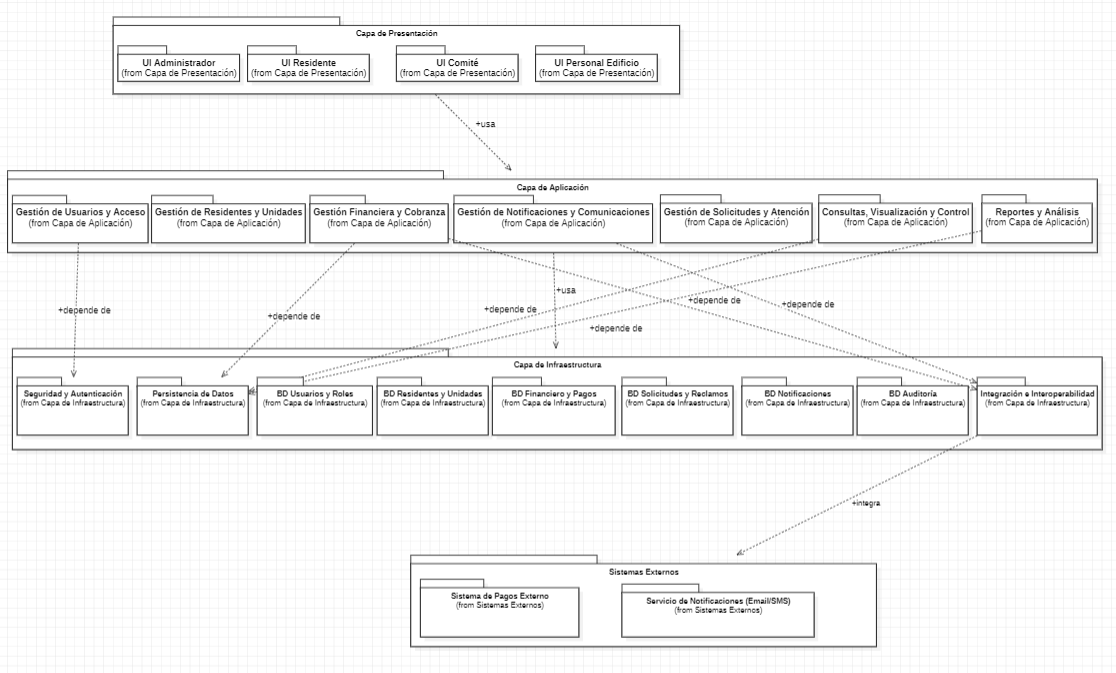 Capa de Presentación
UI Administrador
(from Capa de Presentación)
UI Residente
(from Capa de Presentación)
UI Comité
(from Capa de Presentación)
UI Personal Edificio
(from Capa de Presentación)
+usa
Capa de Aplicación
Gestión de Usuarios y Acceso
(from Capa de Aplicación)
Gestión de Residentes y Unidades
(from Capa de Aplicación)
Gestión Financiera y Cobranza
(from Capa de Aplicación)
Gestión de Notificaciones y Comunicaciones
(from Capa de Aplicación)
Gestión de Solicitudes y Atención
(from Capa de Aplicación)
Consultas, Visualización y Control
(from Capa de Aplicación)
Reportes y Análisis
(from Capa de Aplicación)
+depende de
+depende de
+usa
+depende de
+depende de
+depende de
+depende de
Capa de Infraestructura
Seguridad y Autenticación
(from Capa de Infraestructura)
Persistencia de Datos
(from Capa de Infraestructura)
BD Usuarios y Roles
(from Capa de Infraestructura)
BD Residentes y Unidades
(from Capa de Infraestructura)
BD Financiero y Pagos
(from Capa de Infraestructura)
BD Solicitudes y Reclamos
(from Capa de Infraestructura)
BD Notificaciones
(from Capa de Infraestructura)
BD Auditoría
(from Capa de Infraestructura)
Integración e Interoperabilidad
(from Capa de Infraestructura)
+integra
Sistemas Externos
Sistema de Pagos Externo
(from Sistemas Externos)
Servicio de Notificaciones (Email/SMS)
(from Sistemas Externos)